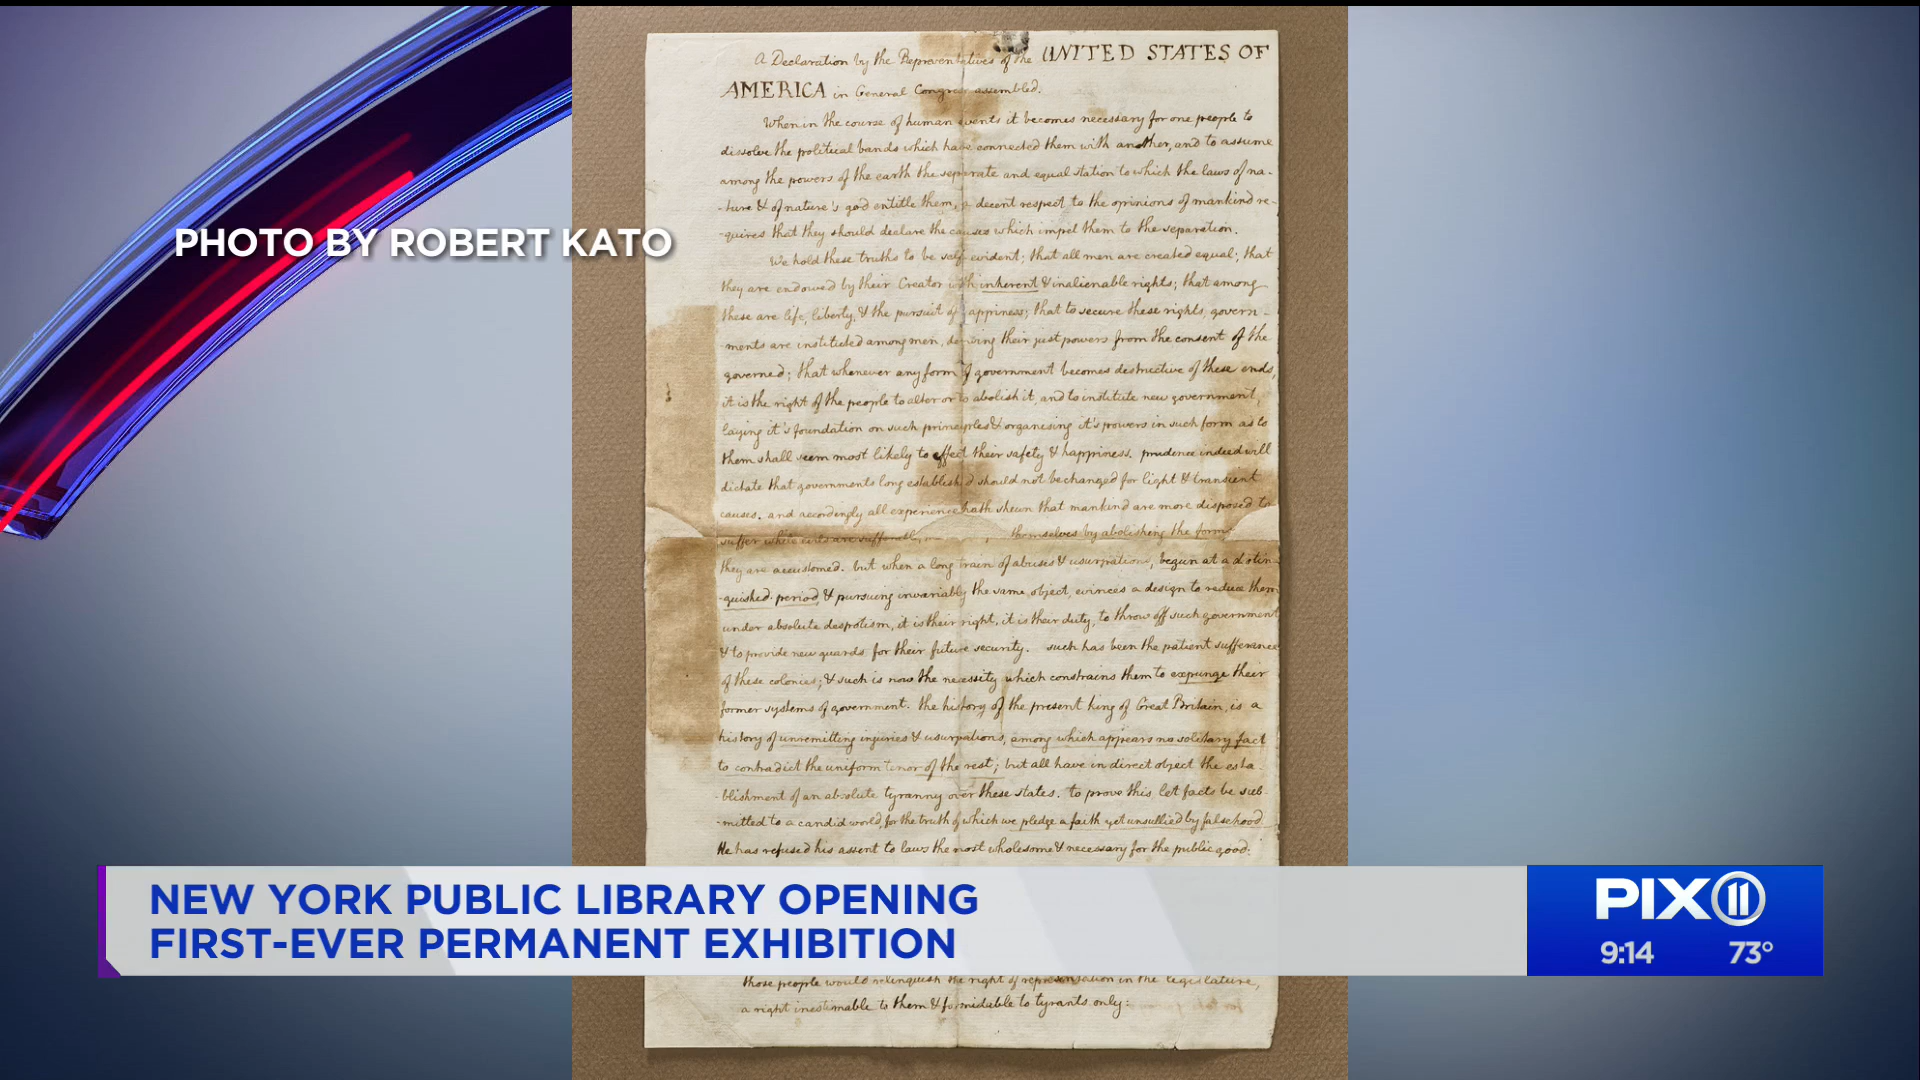 A Declaration by the Representatives of the UNITED STATES OF
AMERICA in General Congress assembled.
When in the course of human events it becomes necessary for one people to
dissolve the political bands which have connected them with another, and to assume
among the powers of the earth the separate and equal station to which the laws of na-
-ture & of nature's god entitle them, a decent respect to the opinions of mankind re-
-quires that they should declare the causes which impel them to the separation.
We hold these truths to be self evident; that all men are created equal; that
they are endowed by their Creator with inherent & inalienable rights; that among
these are life, liberty, & the pursuit of happiness; that to secure these rights, govern-
-ments are instituted among men, deriving their just powers from the consent of the
governed; that whenever any form of government becomes destructive of these ends,
it is the right of the people to alter or to abolish it, and to institute new government,
laying it's foundation on such principles & organising it's powers in such form as to
them shall seem most likely to effect their safety & happiness. prudence indeed will
dictate that governments long established should not be changed for light & transient
causes. and accordingly all experience hath shewn that mankind are more disposed to
suffer while evils are sufferable, themselves by abolishing the forms
they are accustomed. but when a long train of abuses & usurpations, begun at a distin-
-guished period, & pursuing invariably the same object, evinces a design to reduce them
under absolute despotism, it is their right, it is their duty, to throw off such government
& to provide new guards for their future security. such has been the patient sufferance
of these colonies; & such is now the necessity which constrains them to expunge their
former systems of government. the history of the present king of Great Britain, is a
history of unremitting injuries & usurpations, among which appears no solitary fact
to contradict the uniform tenor of the rest; but all have in direct object the esta-
-blishment of an absolute tyranny over these states. to prove this let facts be sub-
-mitted to a candid world, for the truth of which we pledge a faith yet unsullied by falsehood
He has refused his assent to laws the most wholesome & necessary for the public good:
those people would relinquish the right of representation in the legislature,
a right inestimable to them & formidable to tyrants only:
PHOTO BY ROBERT KATO
NEW YORK PUBLIC LIBRARY OPENING
FIRST-EVER PERMANENT EXHIBITION
PIX 11
9:14 73°